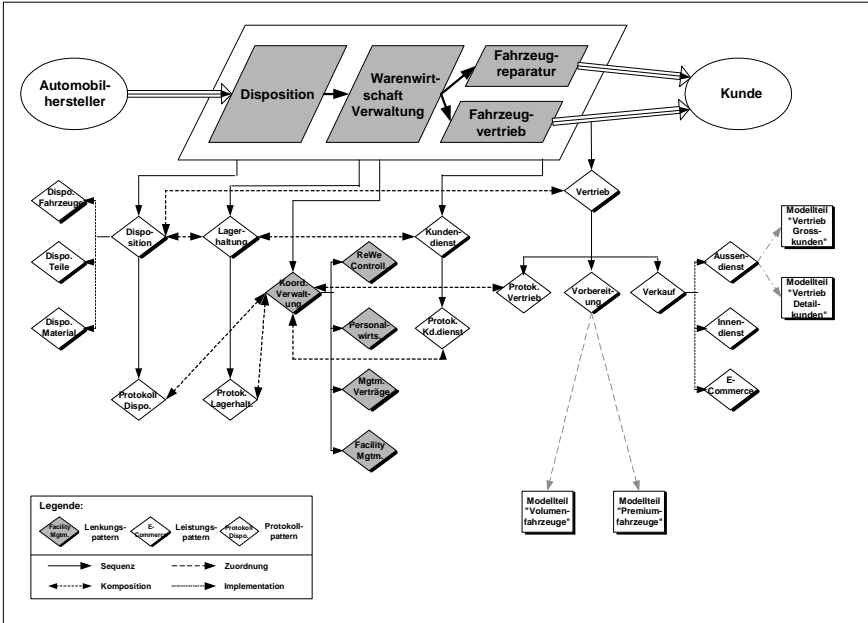 Automobil-
hersteller
Disposition
Warenwirt-
schaft
Verwaltung
Fahrzeug-
reparatur
Fahrzeug-
vertrieb
Kunde
Dispo.
Fahrzeuge
Dispo.
Teile
Dispo.
Material
Dispo-
sition
Lager-
haltung
Koord.
Verwal-
tung
Kunden-
dienst
Vertrieb
ReWe
Controll.
Personal-
wirts.
Mgtm.
Verträge
Facility
Mgtm.
Protokoll
Dispo.
Protok.
Lagerhalt.
Protok.
Kd.dienst
Protok.
Vertrieb
Vorbereit-
ung
Verkauf
Aussen-
dienst
Innen-
dienst
E-
Commerce
Modellteil
"Vertrieb
Gross-
kunden"
Modellteil
"Vertrieb
Detail-
kunden"
Modellteil
"Volumen-
fahrzeuge"
Modellteil
"Premium-
fahrzeuge"
Legende:
Facility
Mgtm.
Lenkungs-
pattern
E-
Commerce
Leistungs-
pattern
Protokoll
Dispo.
Protokoll-
pattern
Sequenz
Zuordnung
Komposition
Implementation